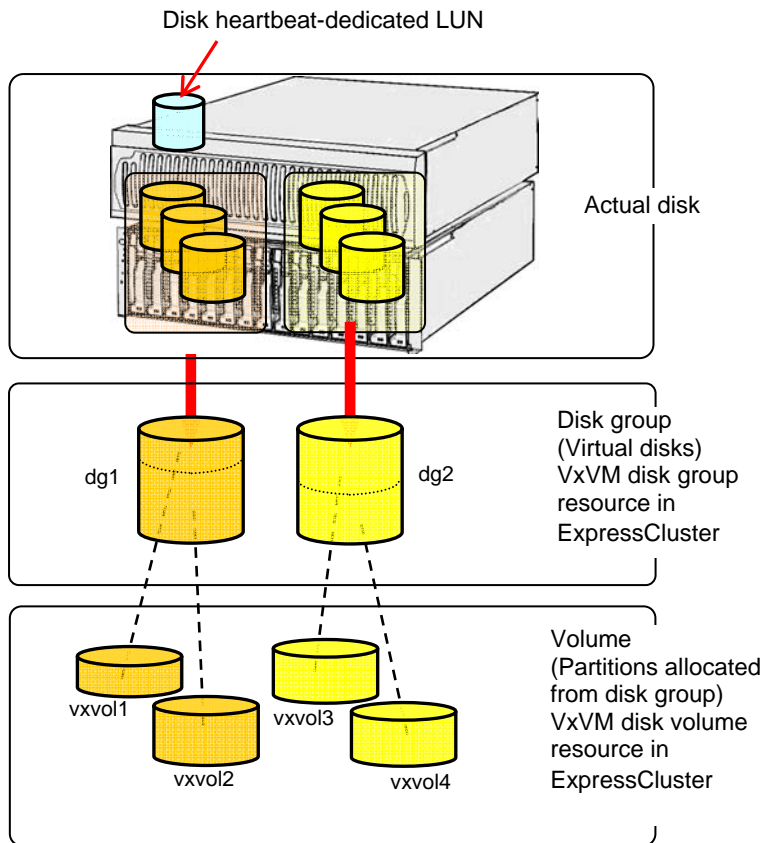 Disk heartbeat-dedicated LUN
Actual disk
Disk group
(Virtual disks)
VxVM disk group
resource in
ExpressCluster
dg1
dg2
Volume
(Partitions allocated
from disk group)
VxVM disk volume
resource in
ExpressCluster
vxvol1
vxvol2
vxvol3
vxvol4